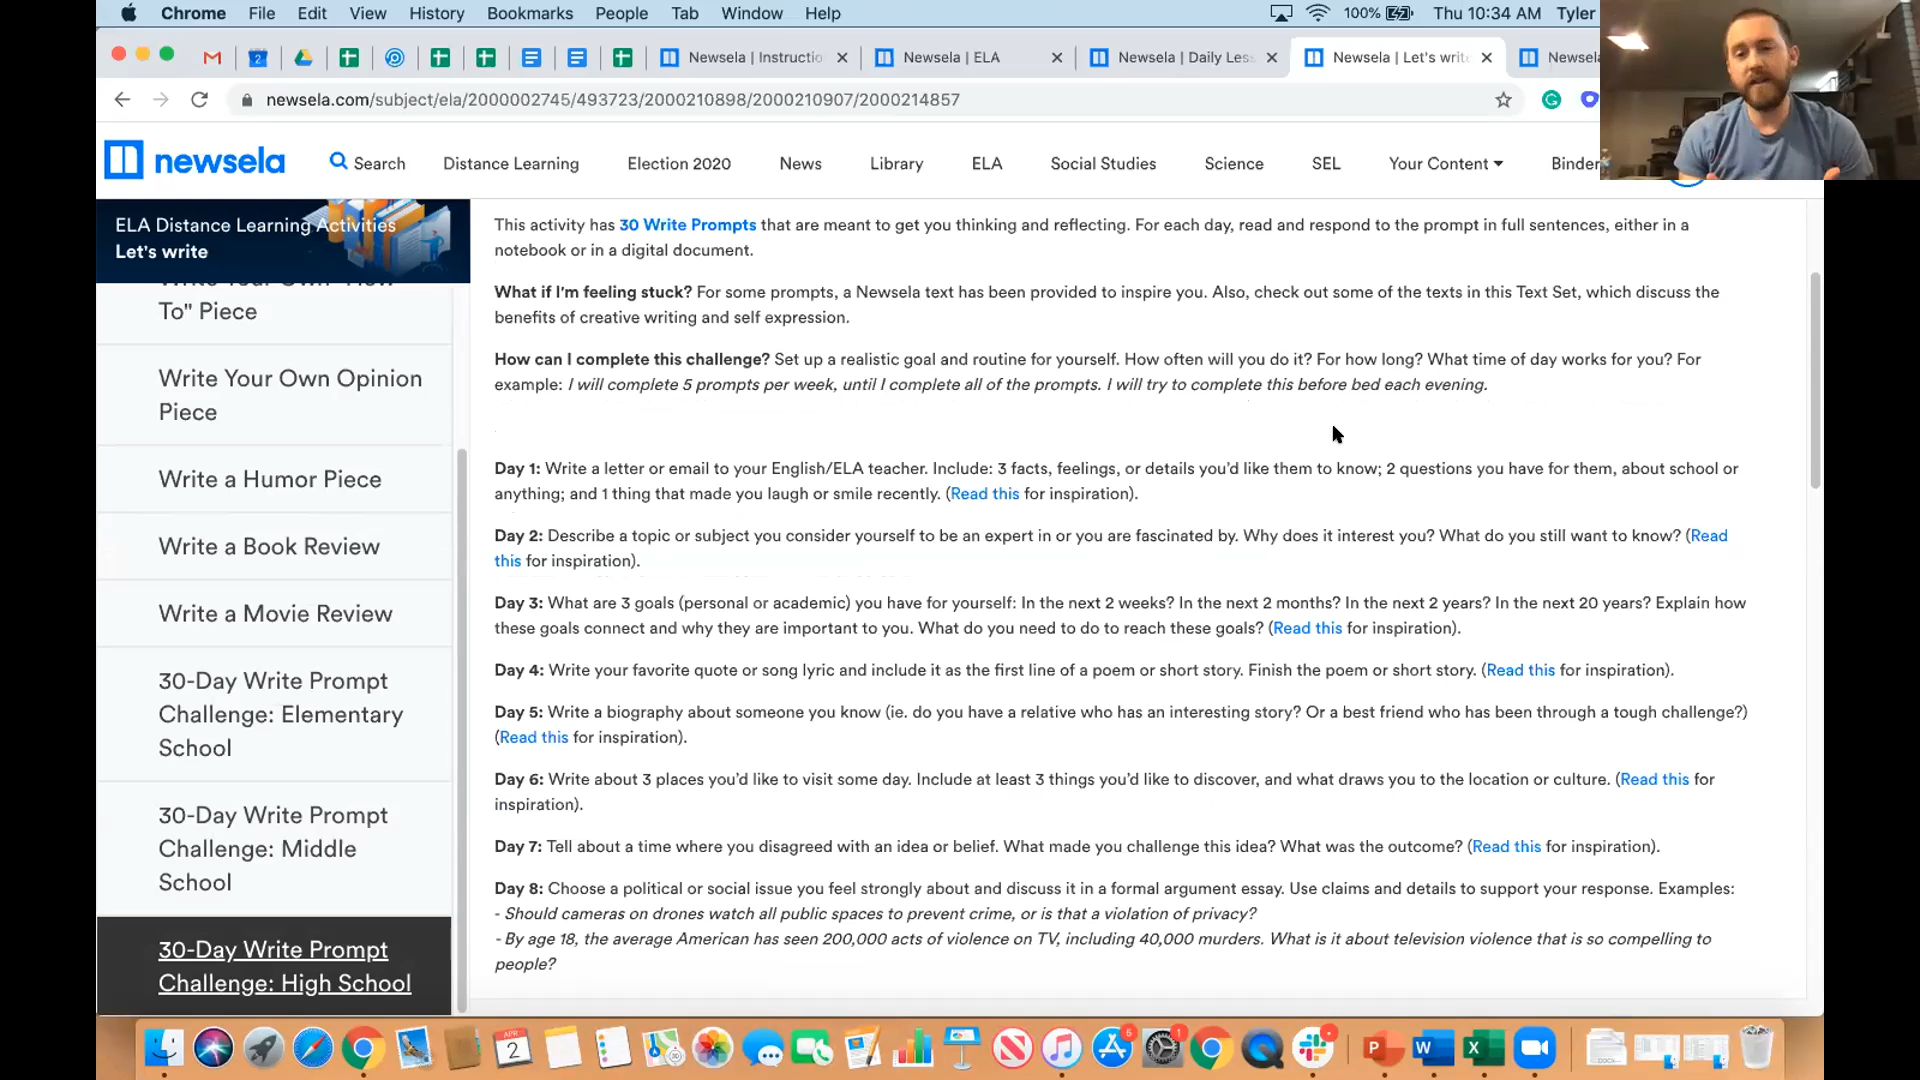 Chrome File Edit View History Bookmarks People Tab Window Help 100% Thu 10:34 AM Tyler
2 Newsela | Instructio Newsela | ELA Newsela | Daily Les Newsela | Let's writ Newsela
newsela.com/subject/ela/2000002745/493723/2000210898/2000210907/2000214857
newsela Search Distance Learning Election 2020 News Library ELA Social Studies Science SEL Your Content Binder
ELA Distance Learning Activities
Let's write
To" Piece
Write Your Own Opinion
Piece
Write a Humor Piece
Write a Book Review
Write a Movie Review
30-Day Write Prompt
Challenge: Elementary
School
30-Day Write Prompt
Challenge: Middle
School
30-Day Write Prompt
Challenge: High School
This activity has 30 Write Prompts that are meant to get you thinking and reflecting. For each day, read and respond to the prompt in full sentences, either in a
notebook or in a digital document.
What if I'm feeling stuck? For some prompts, a Newsela text has been provided to inspire you. Also, check out some of the texts in this Text Set, which discuss the
benefits of creative writing and self expression.
How can I complete this challenge? Set up a realistic goal and routine for yourself. How often will you do it? For how long? What time of day works for you? For
example: I will complete 5 prompts per week, until I complete all of the prompts. I will try to complete this before bed each evening.
Day 1: Write a letter or email to your English/ELA teacher. Include: 3 facts, feelings, or details you'd like them to know; 2 questions you have for them, about school or
anything; and 1 thing that made you laugh or smile recently. (Read this for inspiration).
Day 2: Describe a topic or subject you consider yourself to be an expert in or you are fascinated by. Why does it interest you? What do you still want to know? (Read
this for inspiration).
Day 3: What are 3 goals (personal or academic) you have for yourself: In the next 2 weeks? In the next 2 months? In the next 2 years? In the next 20 years? Explain how
these goals connect and why they are important to you. What do you need to do to reach these goals? (Read this for inspiration).
Day 4: Write your favorite quote or song lyric and include it as the first line of a poem or short story. Finish the poem or short story. (Read this for inspiration).
Day 5: Write a biography about someone you know (ie. do you have a relative who has an interesting story? Or a best friend who has been through a tough challenge?)
(Read this for inspiration).
Day 6: Write about 3 places you'd like to visit some day. Include at least 3 things you'd like to discover, and what draws you to the location or culture. (Read this for
inspiration).
Day 7: Tell about a time where you disagreed with an idea or belief. What made you challenge this idea? What was the outcome? (Read this for inspiration).
Day 8: Choose a political or social issue you feel strongly about and discuss it in a formal argument essay. Use claims and details to support your response. Examples:
- Should cameras on drones watch all public spaces to prevent crime, or is that a violation of privacy?
- By age 18, the average American has seen 200,000 acts of violence on TV, including 40,000 murders. What is it about television violence that is so compelling to
people?
APR
2
5
1
P W X